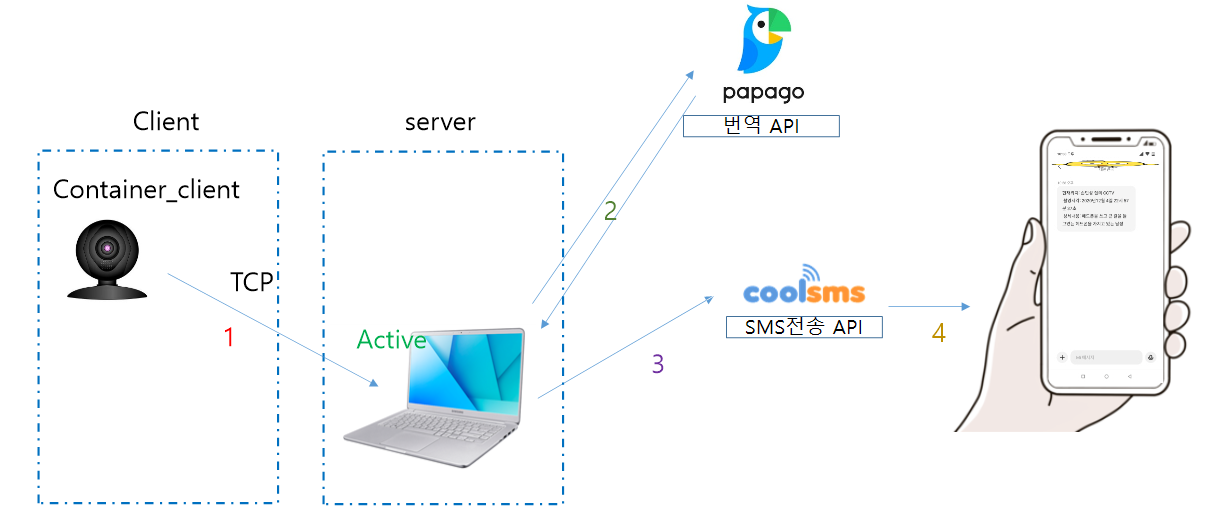 papago
번역 API
Client
server
Container_client
2
TCP
coolsms
SMS전송 API
1
Active
3
4